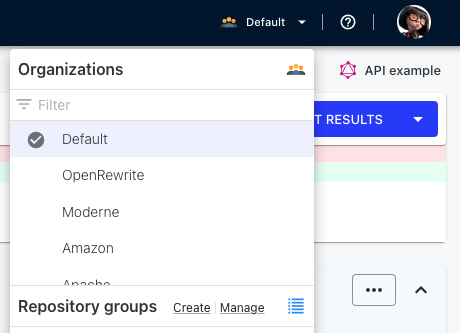 Default
Organizations
API example
Filter
T RESULTS
Default
OpenRewrite
Moderne
Amazon
Apache
Repository groups Create Manage